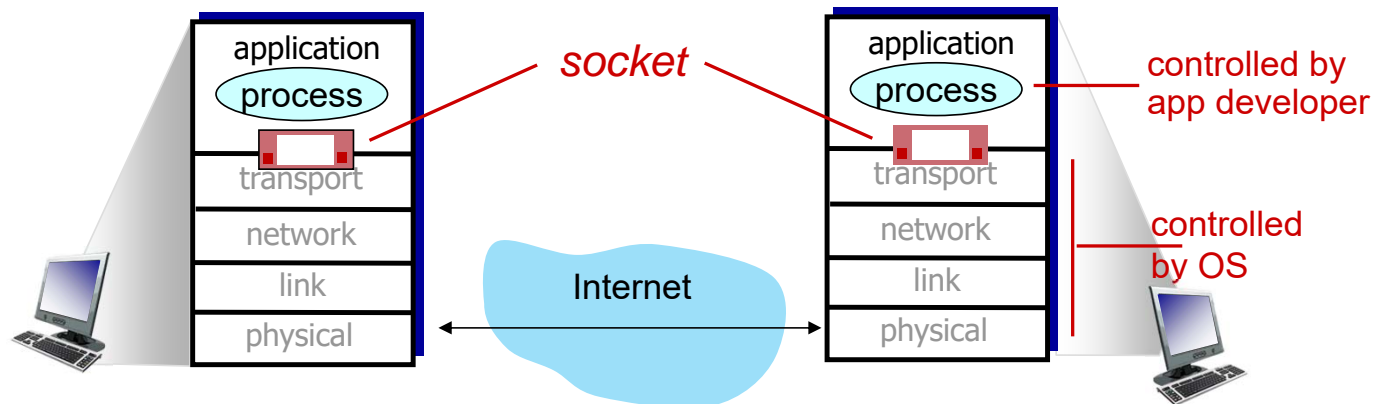 application
process
transport
network
link
physical
socket
Internet
application
process
transport
network
link
physical
controlled by
app developer
controlled
by OS